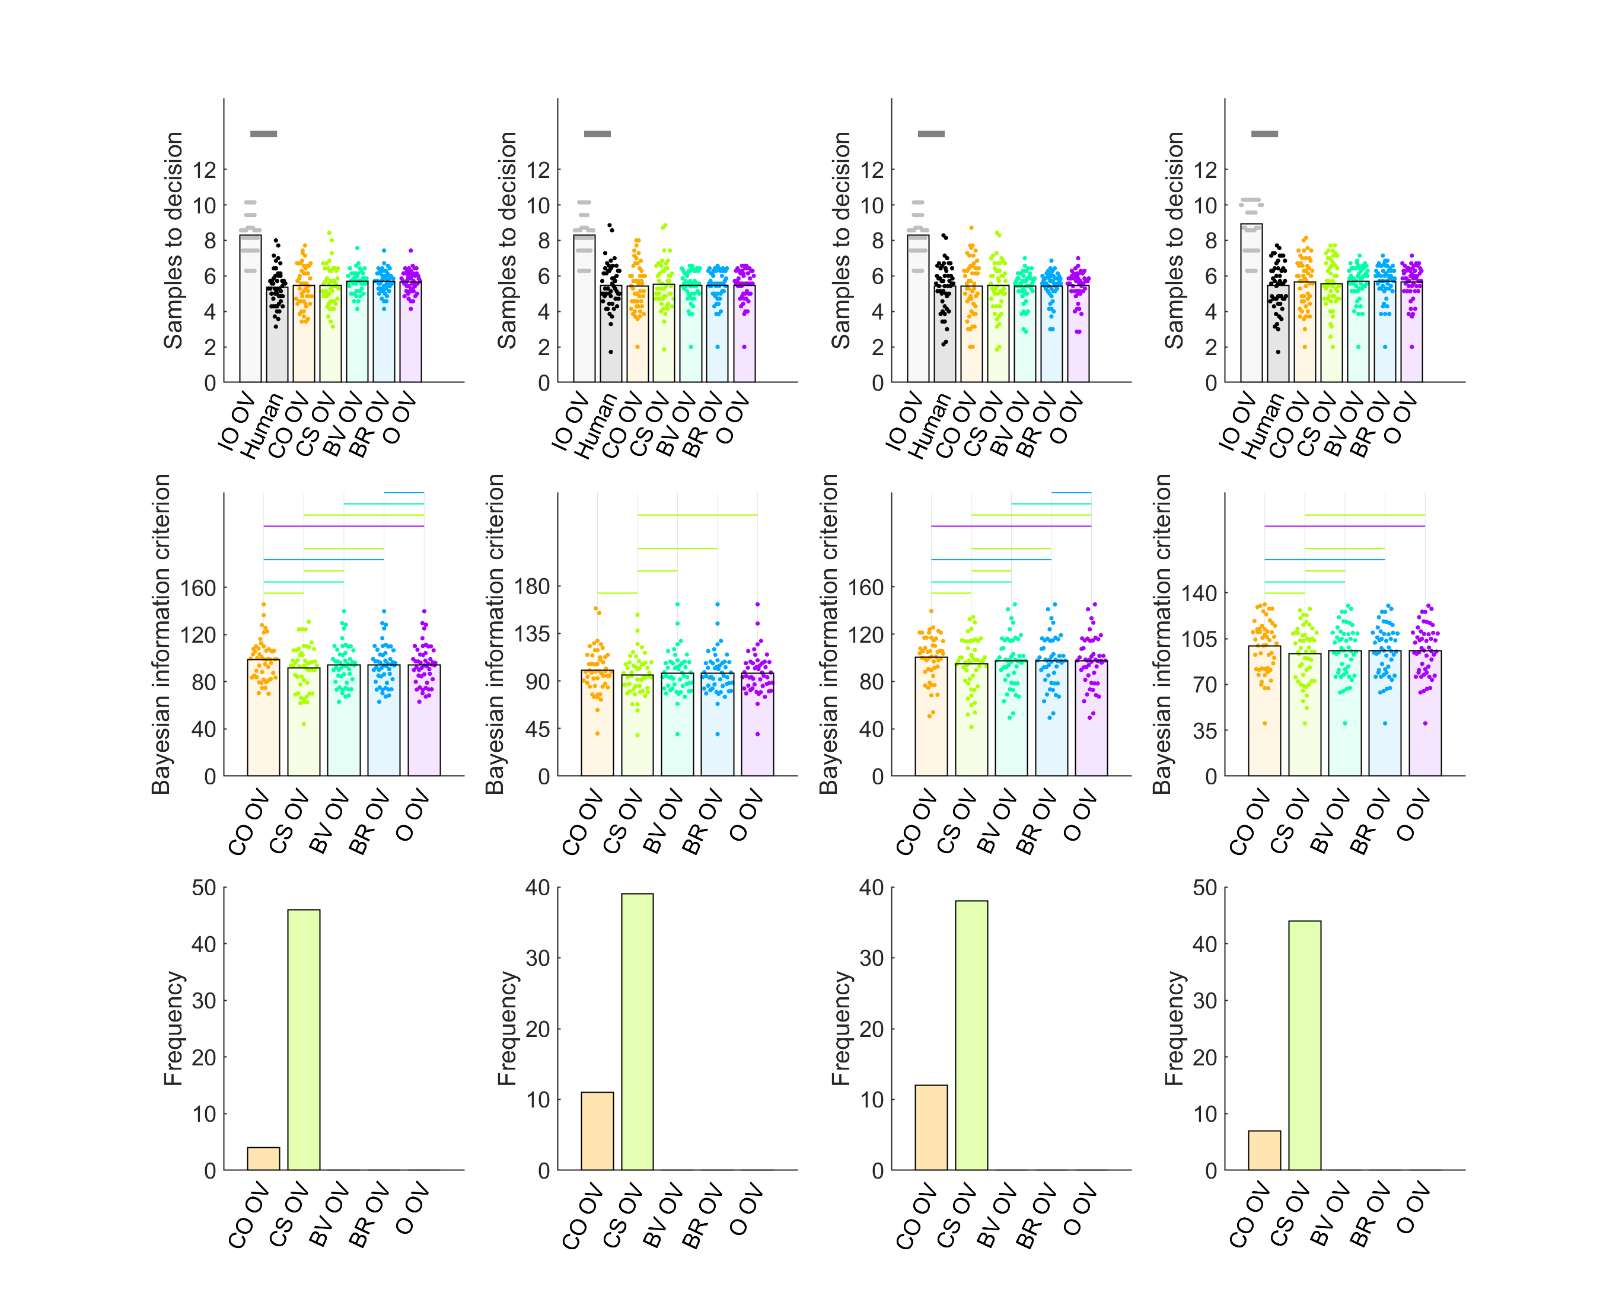 Samples to decision
12
10
8
6
4
2
0
IO OV
Human
CO OV
CS OV
BV OV
BR OV
O OV
Samples to decision
12
10
8
6
4
2
0
IO OV
Human
CO OV
CS OV
BV OV
BR OV
O OV
Samples to decision
12
10
8
6
4
2
0
IO OV
Human
CO OV
CS OV
BV OV
BR OV
O OV
Samples to decision
12
10
8
6
4
2
0
IO OV
Human
CO OV
CS OV
BV OV
BR OV
O OV
Bayesian information criterion
160
120
80
40
0
CO OV
CS OV
BV OV
BR OV
O OV
Bayesian information criterion
180
135
90
45
0
CO OV
CS OV
BV OV
BR OV
O OV
Bayesian information criterion
160
120
80
40
0
CO OV
CS OV
BV OV
BR OV
O OV
Bayesian information criterion
140
105
70
35
0
CO OV
CS OV
BV OV
BR OV
O OV
Frequency
50
40
30
20
10
0
CO OV
CS OV
BV OV
BR OV
O OV
Frequency
40
30
20
10
0
CO OV
CS OV
BV OV
BR OV
O OV
Frequency
40
30
20
10
0
CO OV
CS OV
BV OV
BR OV
O OV
Frequency
50
40
30
20
10
0
CO OV
CS OV
BV OV
BR OV
O OV